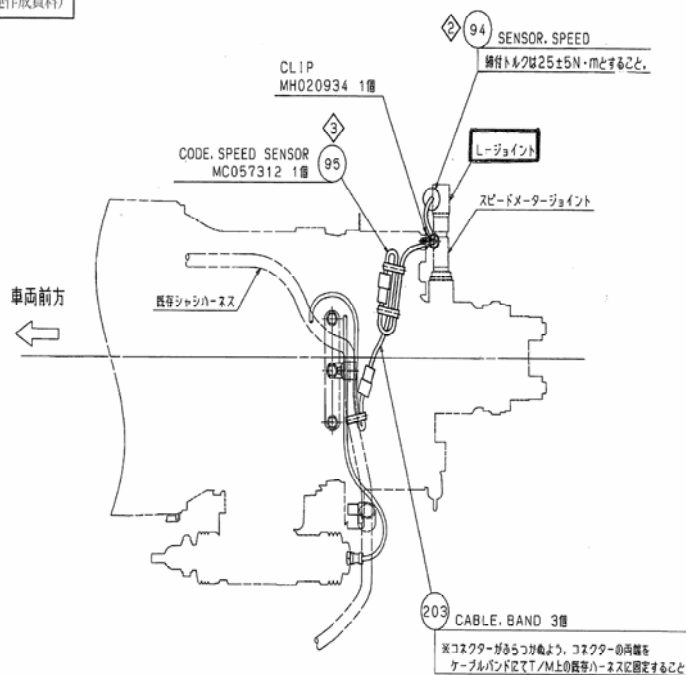 作成資料)
2
94
SENSOR. SPEED
締付トルクは25±5N・mとすること。
CLIP
MH020934 1個
3
CODE. SPEED SENSOR
MC057312 1個
95
L-ジョイント
スピードメータージョイント
車両前方
既存シャシハーネス
203
CABLE. BAND 3個
※コネクターがふらつかぬよう、コネクターの両端を
ケーブルバンドにてT/M上の既存ハーネスに固定すること